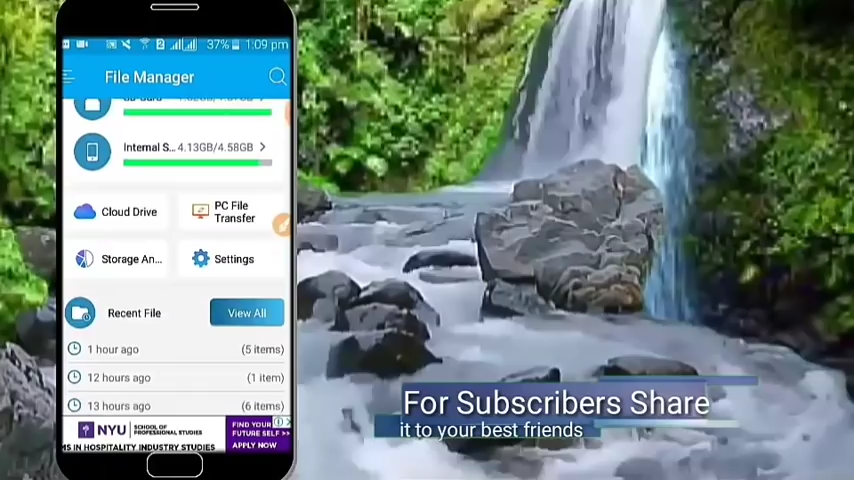 37% 1:09 pm
File Manager
Internal S... 4.13GB/4.58GB
Cloud Drive
PC File
Transfer
Storage An...
Settings
Recent File
View All
1 hour ago (5 items)
12 hours ago (1 item)
13 hours ago (6 items)
NYU SCHOOL OF
PROFESSIONAL STUDIES
MS IN HOSPITALITY INDUSTRY STUDIES
FIND YOUR
FUTURE SELF >>
APPLY NOW
For Subscribers Share
it to your best friends